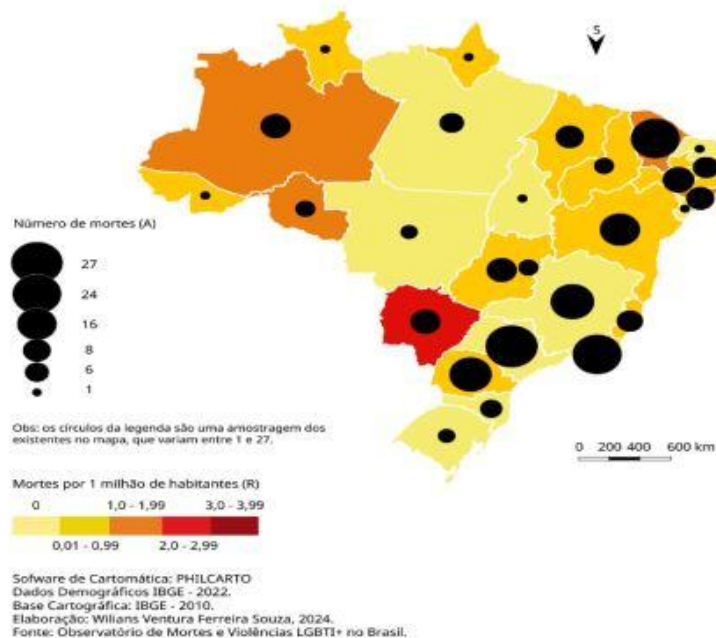 S
Número de mortes (A)
27
24
16
8
6
1
Obs: os círculos da legenda são uma amostragem dos
existentes no mapa, que variam entre 1 e 27.
0 200 400 600 km
Mortes por 1 milhão de habitantes (R)
0 1,0 - 1,99 3,0 - 3,99
0,01 - 0,99 2,0 - 2,99
Sofware de Cartomática: PHILCARTO
Dados Demográficos IBGE - 2022.
Base Cartográfica: IBGE - 2010.
Elaboração: Wilians Ventura Ferreira Souza, 2024.
Fonte: Observatório de Mortes e Violências LGBTI+ no Brasil.